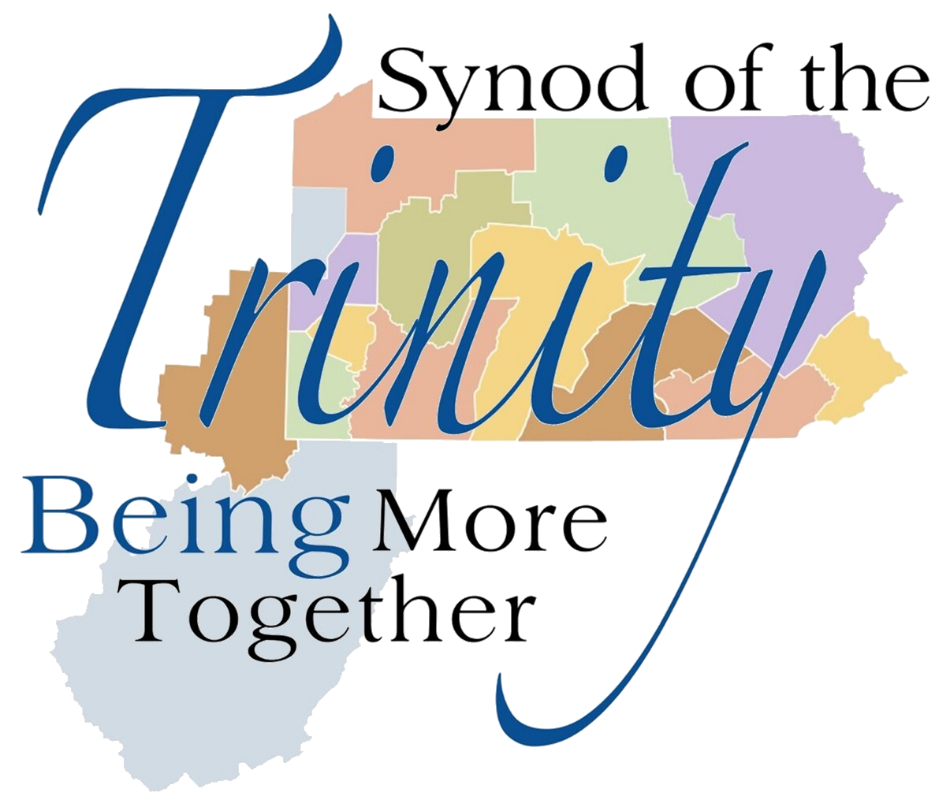 Synod of the
Trinity
Being More
Together